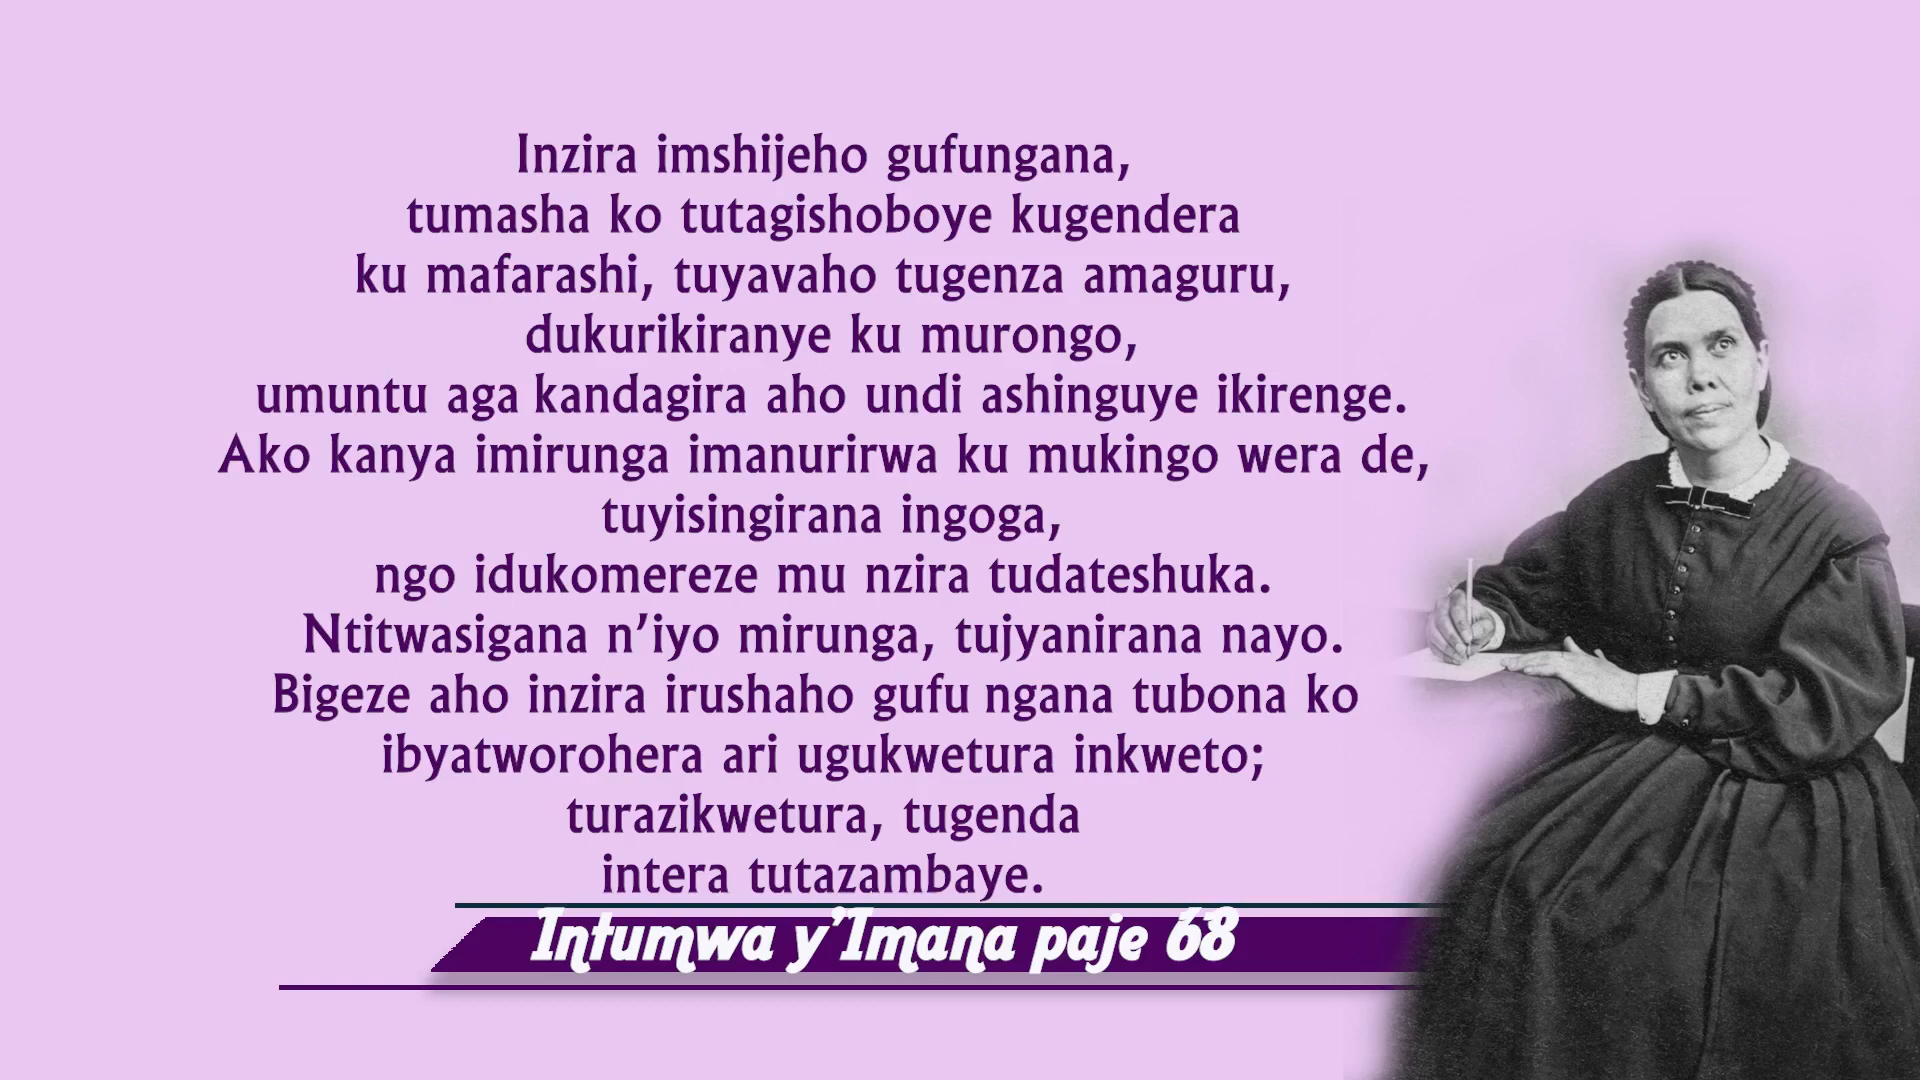 Inzira imshijeho gufungana,
tumasha ko tutagishoboye kugendera
ku mafarashi, tuyavaho tugenza amaguru,
dukurikiranye ku murongo,
umuntu aga kandagira aho undi ashinguye ikirenge.
Ako kanya imirunga imanurirwa ku mukingo wera de,
tuyisingirana ingoga,
ngo idukomereze mu nzira tudateshuka.
Ntitwasigana n’iyo mirunga, tujyanirana nayo.
Bigeze aho inzira irushaho gufu ngana tubona ko
ibyatworohera ari ugukwetura inkweto;
turazikwetura, tugenda
intera tutazambaye.
Intumwa y'Imana paje 68